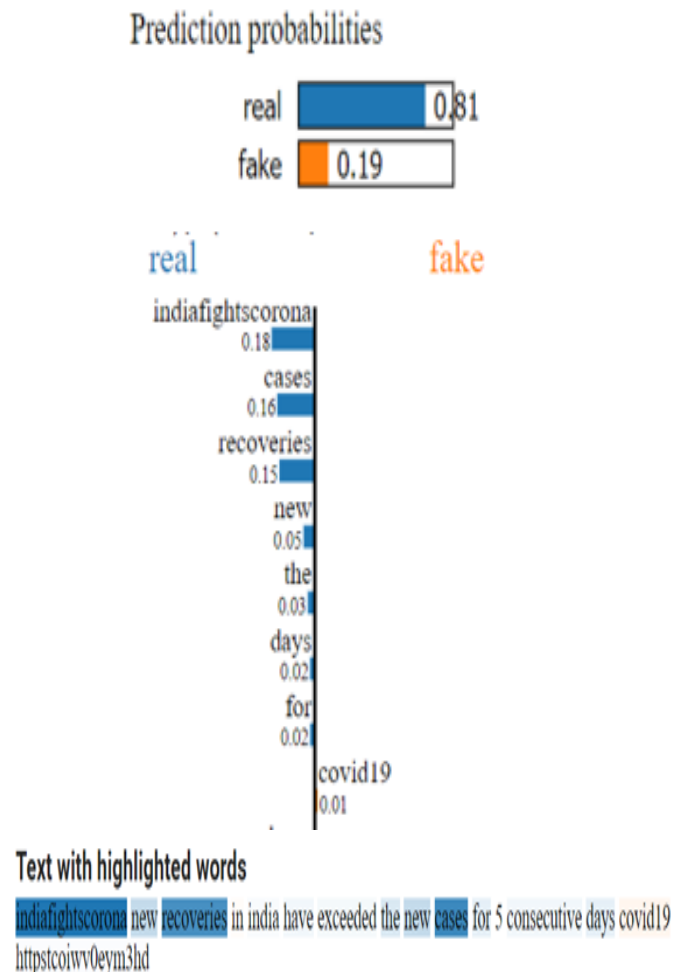 Prediction probabilities
real 0.81
fake 0.19
real fake
indiafightscorona
0.18
cases
0.16
recoveries
0.15
new
0.05
the
0.03
days
0.02
for
0.02
covid19
0.01
Text with highlighted words
indiafightscorona new recoveries in india have exceeded the new cases for 5 consecutive days covid19
httpstcoiwvv0eym3hd